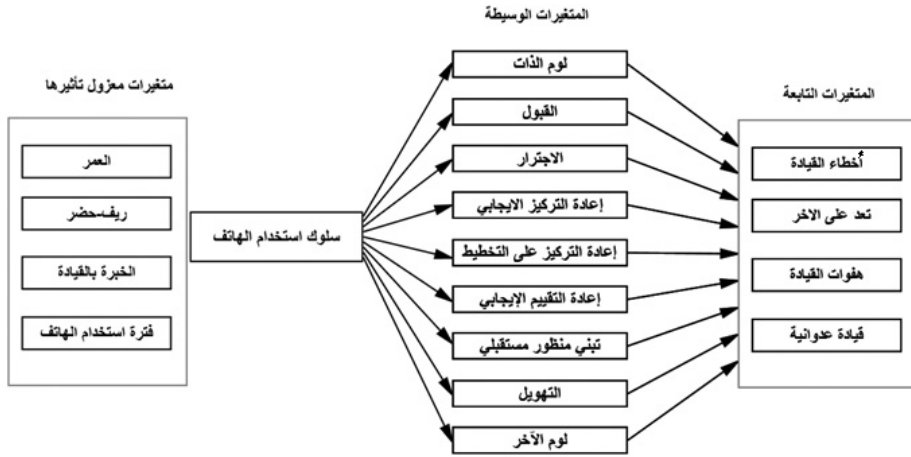 المتغيرات الوسيطة
متغيرات معزول تأثيرها
المتغيرات التابعة
العمر
ريف-حضر
الخبرة بالقيادة
فترة استخدام الهاتف
سلوك استخدام الهاتف
لوم الذات
القبول
الاجترار
إعادة التركيز الايجابي
إعادة التركيز على التخطيط
إعادة التقييم الإيجابي
تبني منظور مستقبلي
التهويل
لوم الآخر
أخطاء القيادة
تعد على الاخر
هفوات القيادة
قيادة عدوانية